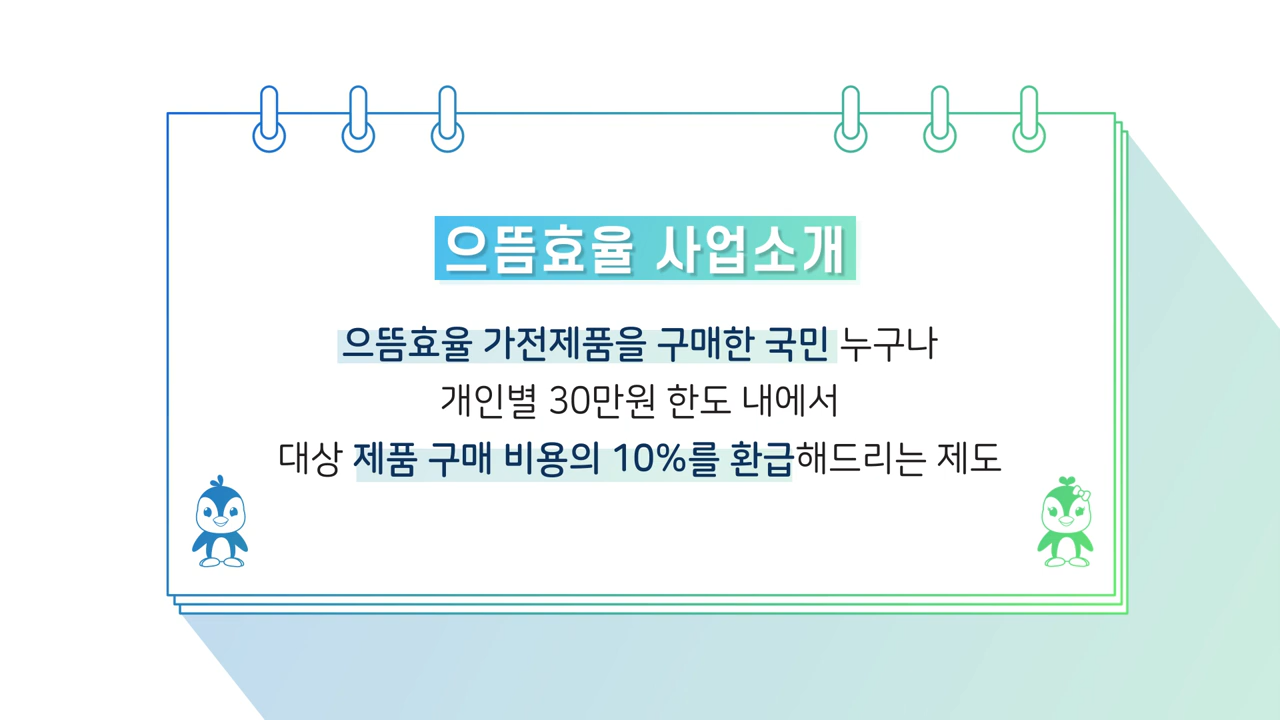 으뜸효율 사업소개
으뜸효율 가전제품을 구매한 국민 누구나
개인별 30만원 한도 내에서
대상 제품 구매 비용의 10%를 환급해드리는 제도